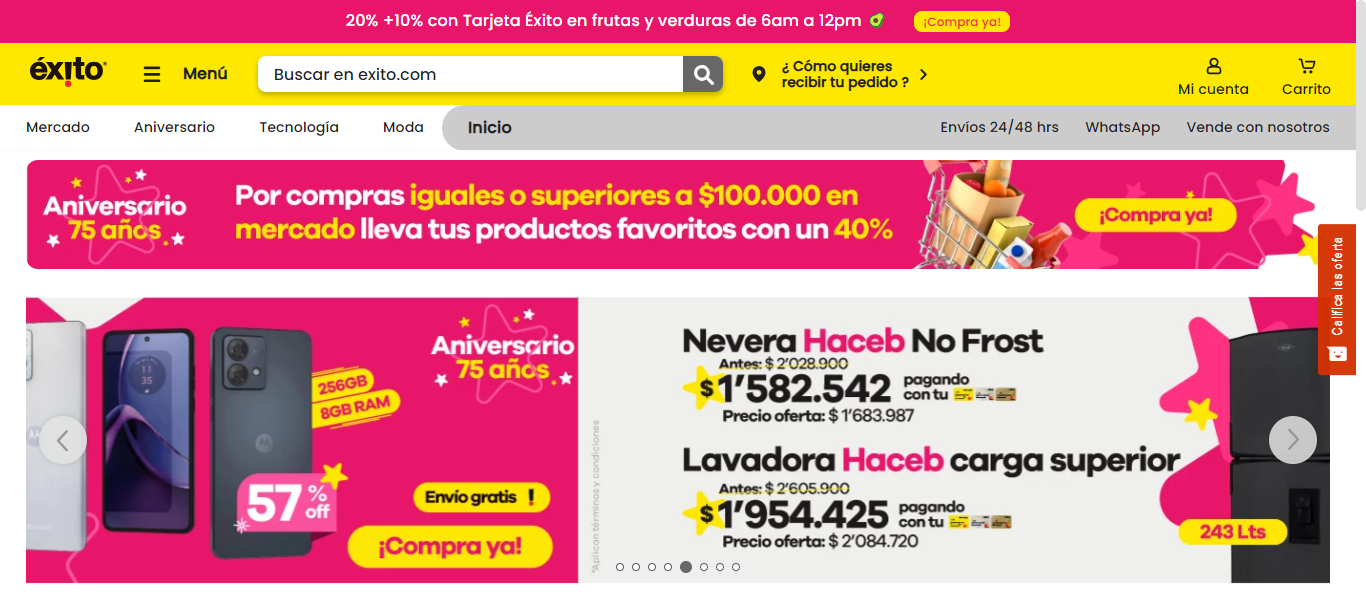 20% +10% con Tarjeta Éxito en frutas y verduras de 6am a 12pm
¡Compra ya!
éxito
Menú
Buscar en exito.com
¿ Cómo quieres
recibir tu pedido ?
Mi cuenta
Carrito
Mercado
Aniversario
Tecnología
Moda
Inicio
Envíos 24/48 hrs
WhatsApp
Vende con nosotros
Aniversario
75 años
Por compras iguales o superiores a $100.000 en
mercado lleva tus productos favoritos con un 40%
¡Compra ya!
Califica las oferta
11
35
256GB
8GB RAM
57% off
Aniversario
75 años
Envío gratis !
¡Compra ya!
*Aplican términos y condiciones
Nevera Haceb No Frost
Antes: $ 2'028.900
$1'582.542 pagando
con tu
Precio oferta: $ 1'683.987
Lavadora Haceb carga superior
Antes: $ 2'605.900
$1'954.425 pagando
con tu
Precio oferta: $ 2'084.720
243 Lts